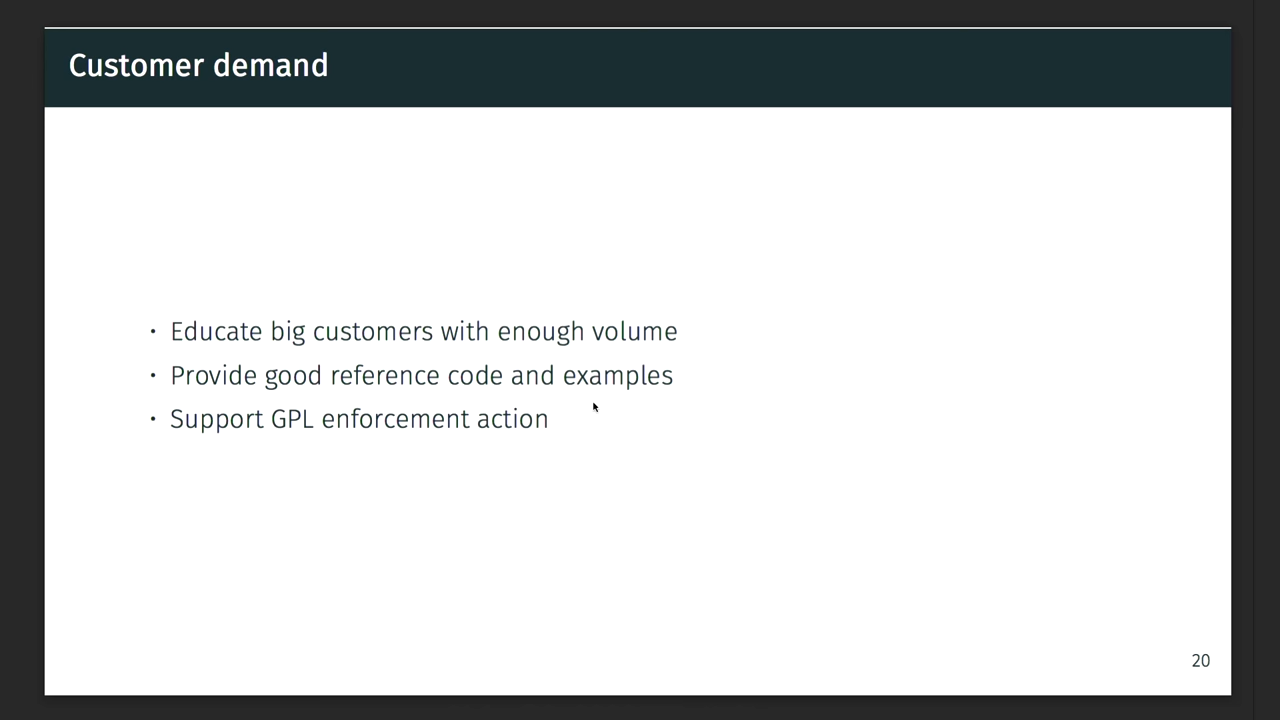 Customer demand
• Educate big customers with enough volume
• Provide good reference code and examples
• Support GPL enforcement action
20